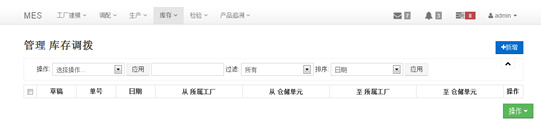 MES 工厂建模 调配 生产 库存 检验 产品追溯 7 3 8 admin
管理 库存调拨
新增
操作: 选择操作... 应用 过滤: 所有 排序: 日期 应用
草稿 单号 日期 从 所属工厂 从 仓储单元 至 所属工厂 至 仓储单元 操作
操作